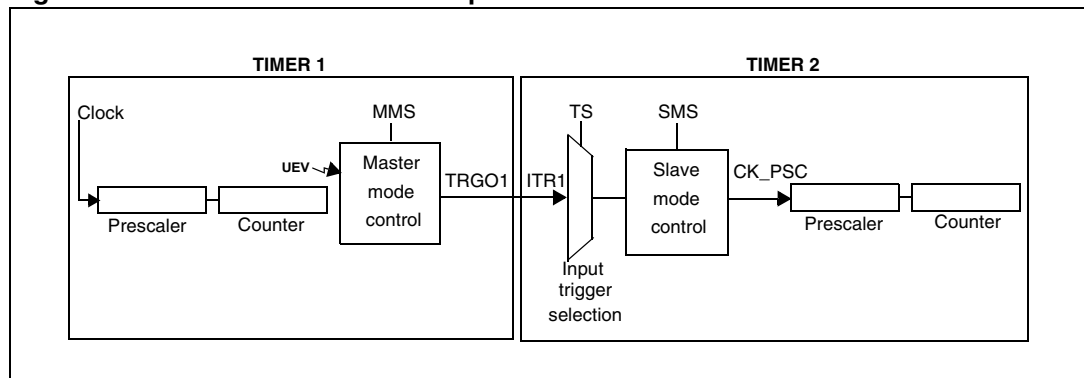 TIMER 1
TIMER 2
Clock
MMS
TS
SMS
UEV
Master
mode
control
TRGO1
ITR1
Slave
mode
control
CK_PSC
Prescaler
Counter
Prescaler
Counter
Input
trigger
selection